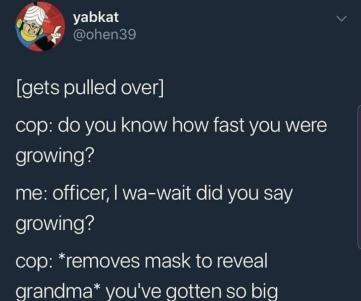 yabkat
@ohen39
[gets pulled over]
cop: do you know how fast you were
growing?
me: officer, I wa-wait did you say
growing?
cop: *removes mask to reveal
grandma* you've gotten so big